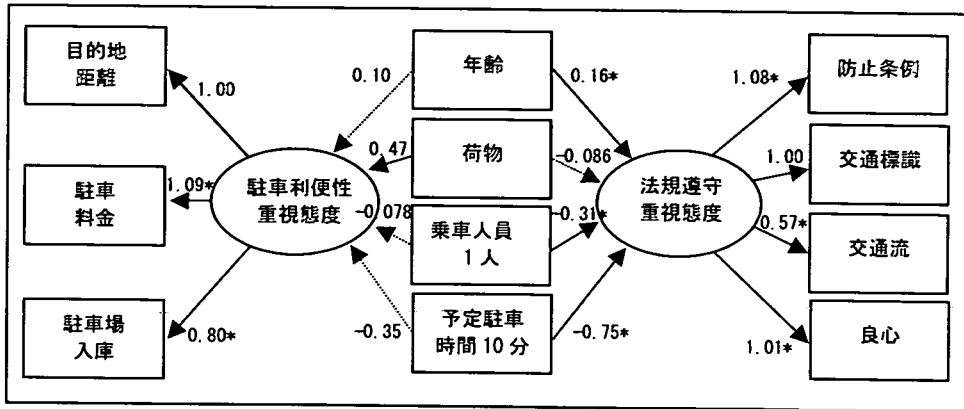 目的地
距離
1.00
駐車
料金
1.09*
駐車場
入庫
0.80*
駐車利便性
重視態度
0.10
0.47
-0.078
-0.35
年齢
荷物
乗車人員
1人
予定駐車
時間10分
0.16*
-0.086
-0.31*
-0.75*
法規遵守
重視態度
1.08*
1.00
0.57*
1.01*
防止条例
交通標識
交通流
良心